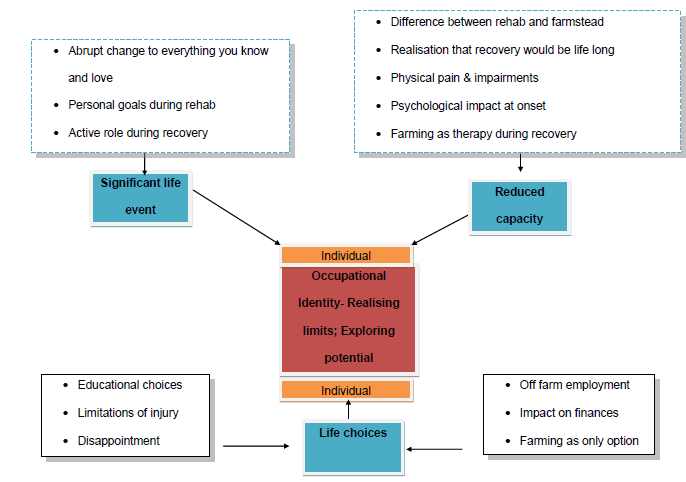 • Abrupt change to everything you know
and love
• Personal goals during rehab
• Active role during recovery
• Difference between rehab and farmstead
• Realisation that recovery would be life long
• Physical pain & impairments
• Psychological impact at onset
• Farming as therapy during recovery
Significant life
event
Reduced
capacity
Individual
Occupational
Identity- Realising
limits; Exploring
potential
Individual
• Educational choices
• Limitations of injury
• Disappointment
Life choices
• Off farm employment
• Impact on finances
• Farming as only option